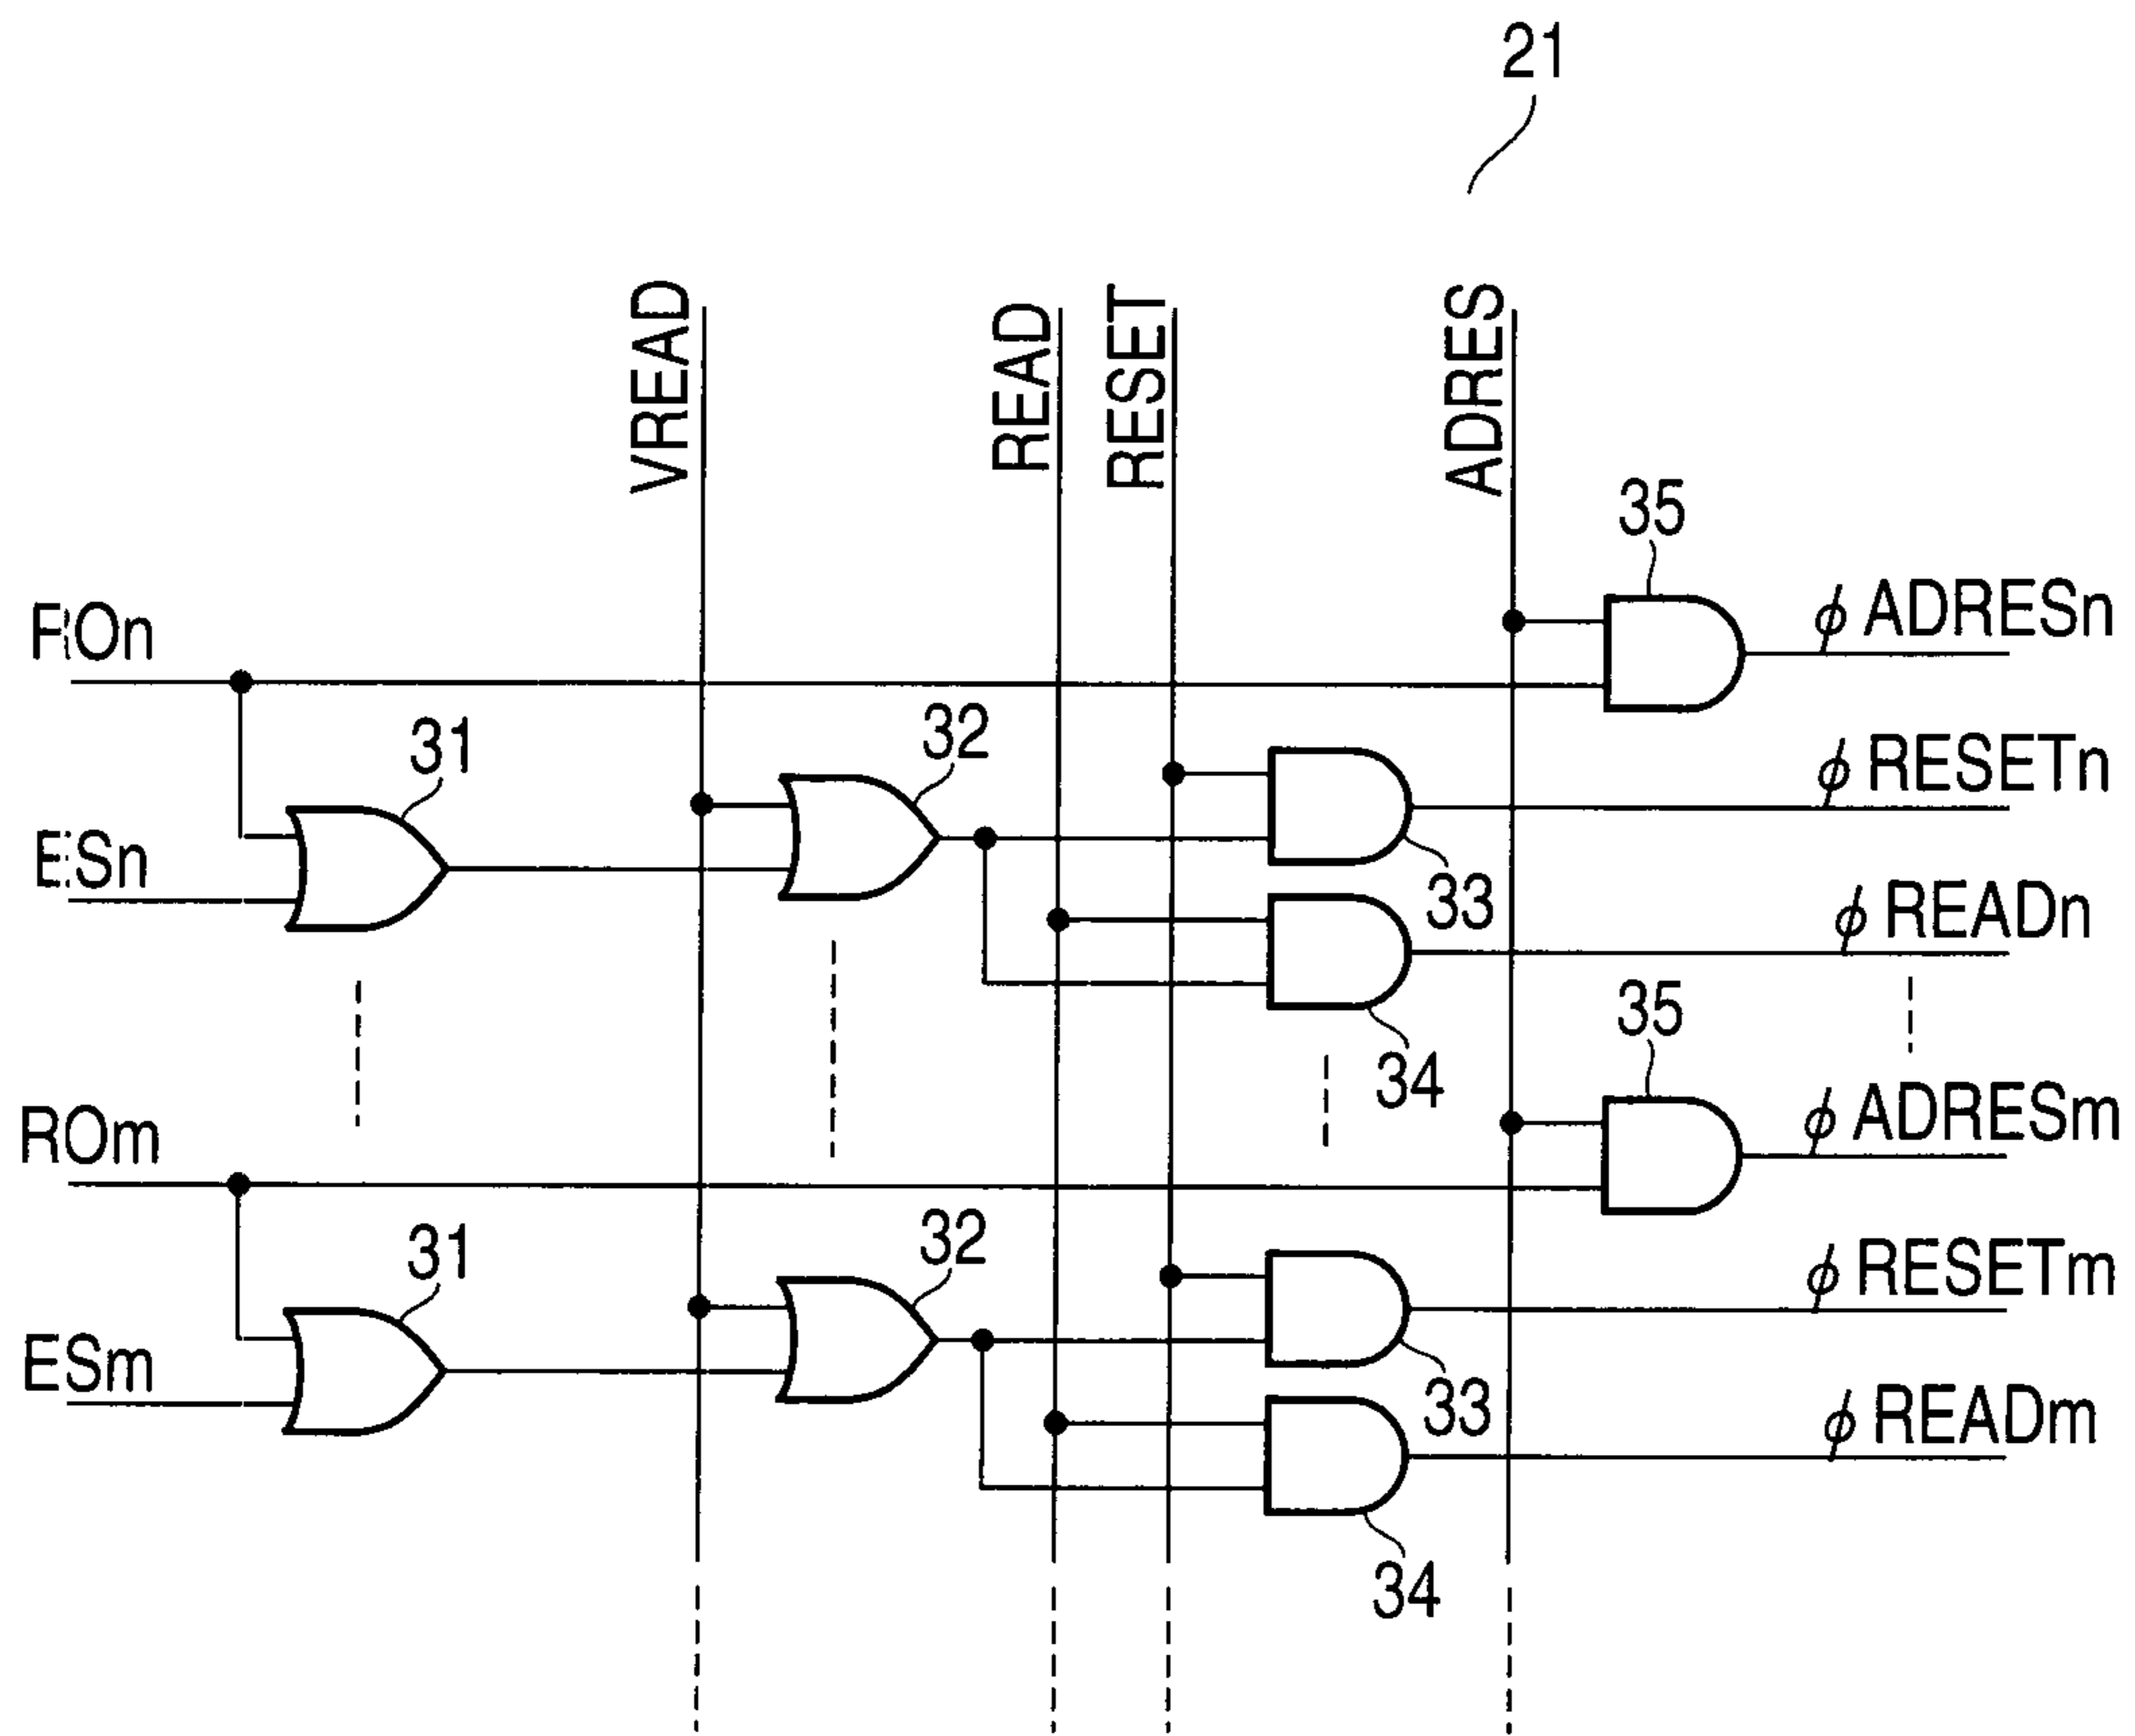 21
VREAD
READ
RESET
ADRES
35
ROn
φ ADRESn
31
32
φ RESETn
ESn
33
φ READn
35
34
ROm
φ ADRESm
31
32
φ RESETm
ESm
33
φ READm
34